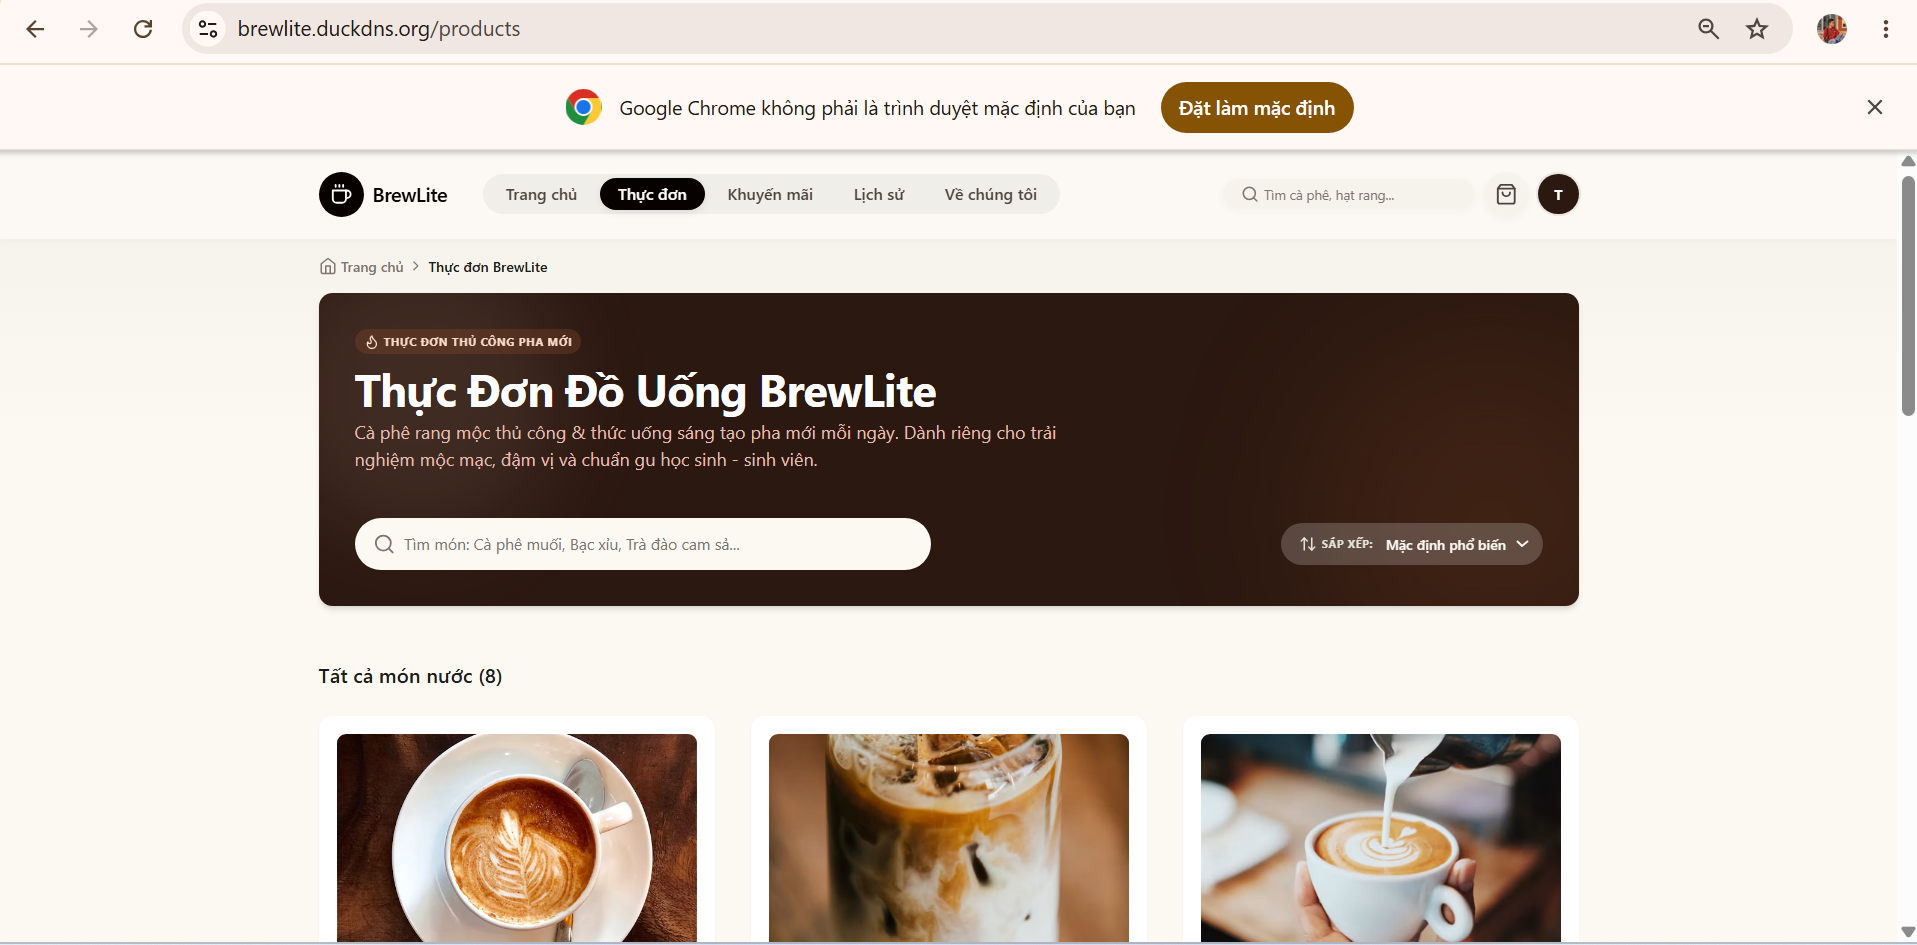 brewlite.duckdns.org/products
Google Chrome không phải là trình duyệt mặc định của bạn
Đặt làm mặc định
BrewLite
Trang chủ
Thực đơn
Khuyến mãi
Lịch sử
Về chúng tôi
Tìm cà phê, hạt rang...
T
Trang chủ > Thực đơn BrewLite
THỰC ĐƠN THỦ CÔNG PHA MỚI
Thực Đơn Đồ Uống BrewLite
Cà phê rang mộc thủ công & thức uống sáng tạo pha mới mỗi ngày. Dành riêng cho trải
nghiệm mộc mạc, đậm vị và chuẩn gu học sinh - sinh viên.
Tìm món: Cà phê muối, Bạc xỉu, Trà đào cam sả...
SẮP XẾP: Mặc định phổ biến
Tất cả món nước (8)